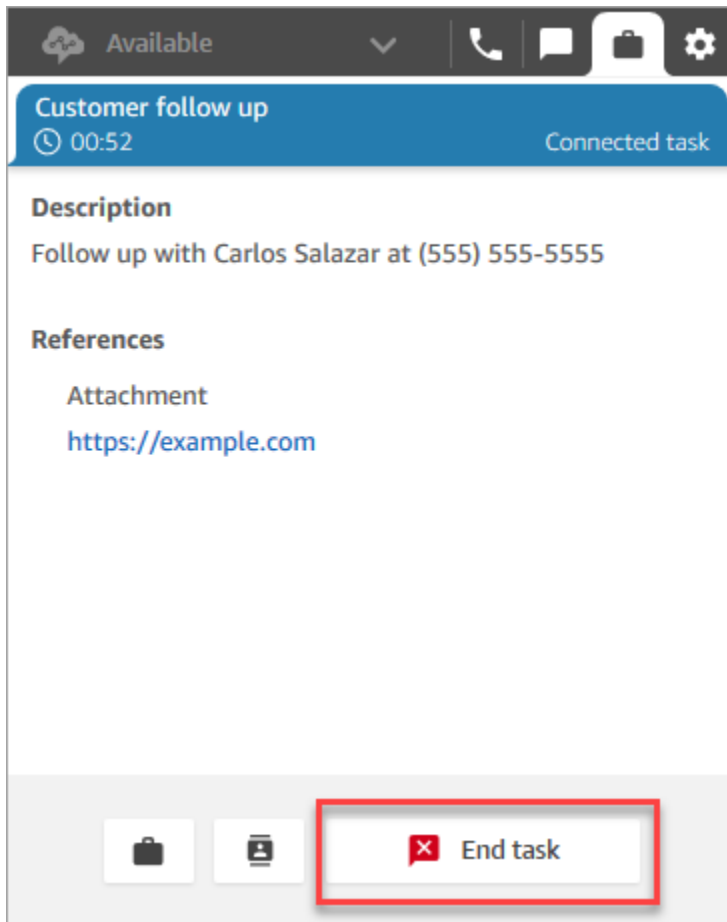 Available
Customer follow up
00:52
Connected task
Description
Follow up with Carlos Salazar at (555) 555-5555
References
Attachment
https://example.com
End task